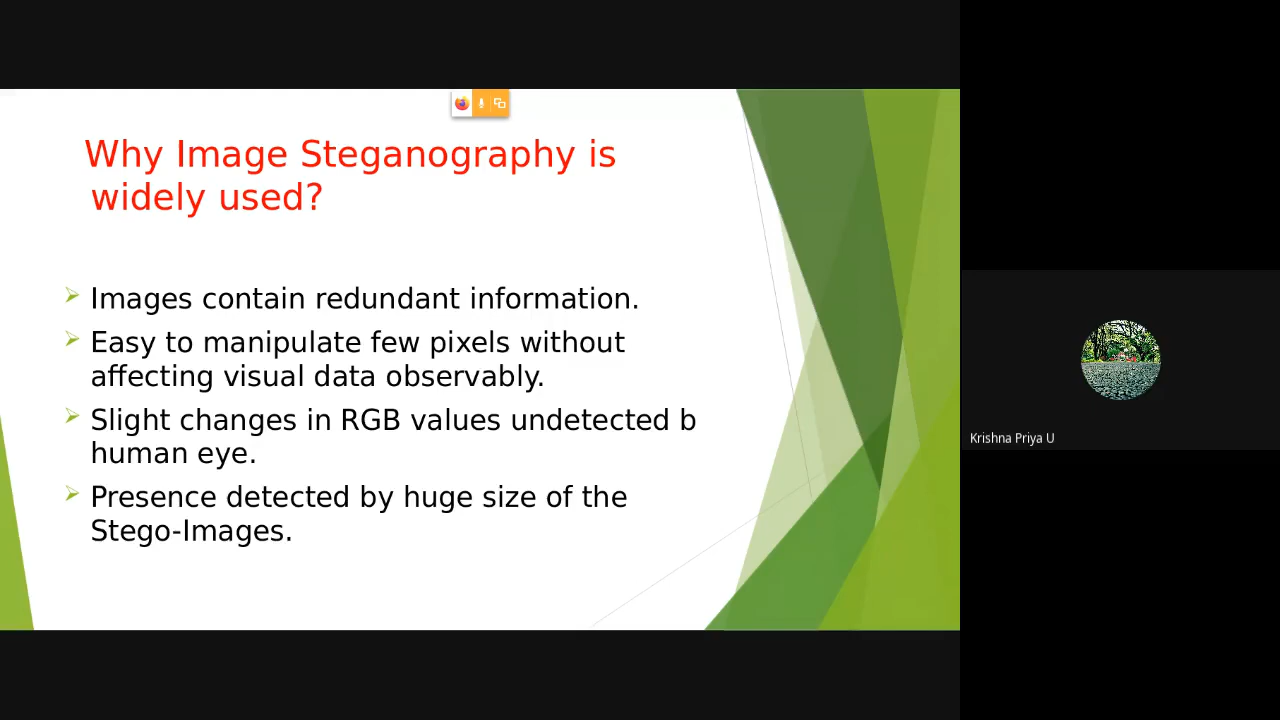 Why Image Steganography is
widely used?
Images contain redundant information.
Easy to manipulate few pixels without
affecting visual data observably.
Slight changes in RGB values undetected b
human eye.
Presence detected by huge size of the
Stego-Images.
Krishna Priya U